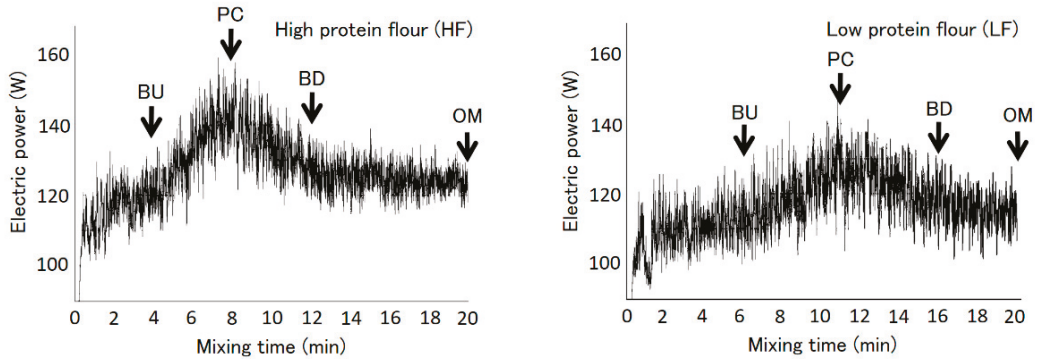 High protein flour (HF)
PC
BU
BD
OM
160
140
120
100
Electric power (W)
0 2 4 6 8 10 12 14 16 18 20
Mixing time (min)
Low protein flour (LF)
PC
BU
BD
OM
160
140
120
100
Electric power (W)
0 2 4 6 8 10 12 14 16 18 20
Mixing time (min)